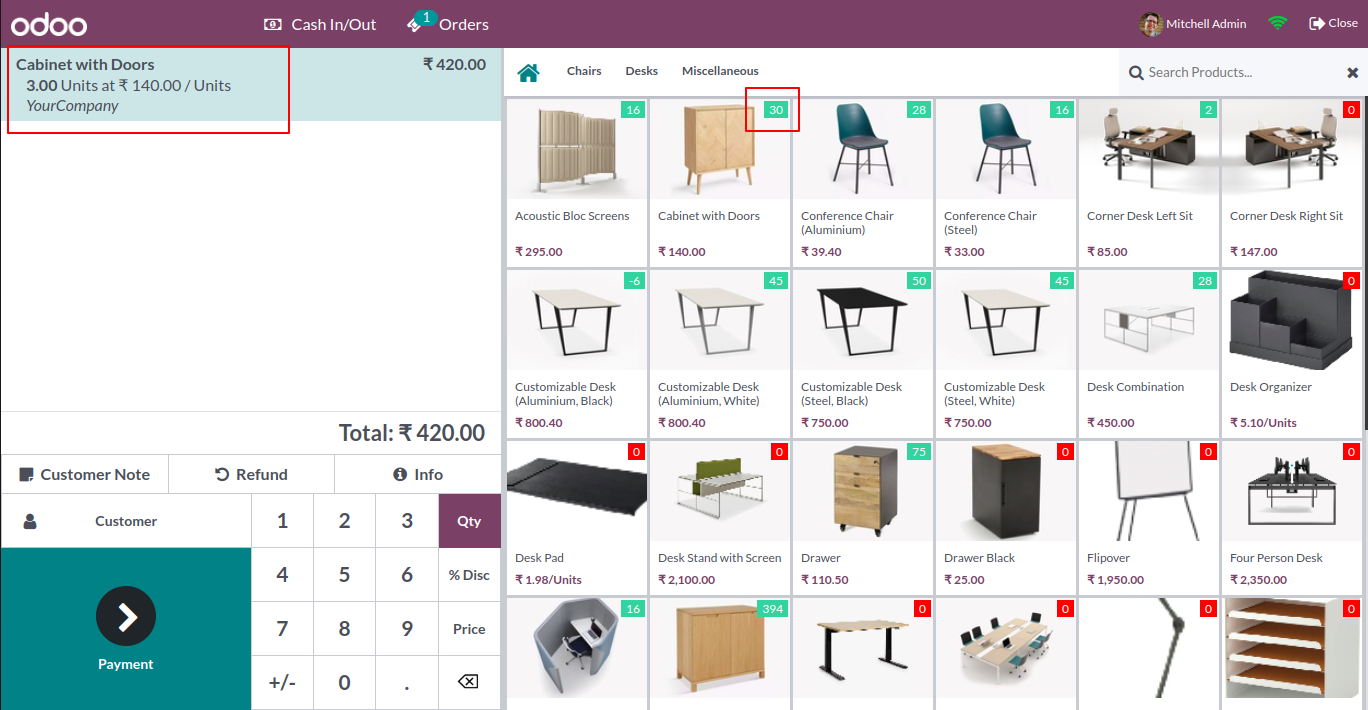 odoo
Cash In/Out
1
Orders
Mitchell Admin
Close
Cabinet with Doors
₹ 420.00
3.00 Units at ₹ 140.00 / Units
YourCompany
Chairs
Desks
Miscellaneous
Search Products...
16
Acoustic Bloc Screens
₹ 295.00
30
Cabinet with Doors
₹ 140.00
28
Conference Chair
(Aluminium)
₹ 39.40
16
Conference Chair
(Steel)
₹ 33.00
2
Corner Desk Left Sit
₹ 85.00
0
Corner Desk Right Sit
₹ 147.00
-6
Customizable Desk
(Aluminium, Black)
₹ 800.40
45
Customizable Desk
(Aluminium, White)
₹ 800.40
50
Customizable Desk
(Steel, Black)
₹ 750.00
45
Customizable Desk
(Steel, White)
₹ 750.00
28
Desk Combination
₹ 450.00
0
Desk Organizer
₹ 5.10/Units
0
Desk Pad
₹ 1.98/Units
0
Desk Stand with Screen
₹ 2,100.00
75
Drawer
₹ 110.50
0
Drawer Black
₹ 25.00
0
Flipover
₹ 1,950.00
0
Four Person Desk
₹ 2,350.00
16
394
0
0
0
0
Total: ₹ 420.00
Customer Note
Refund
Info
Customer
1
2
3
Qty
4
5
6
% Disc
7
8
9
Price
Payment
+/-
0
.